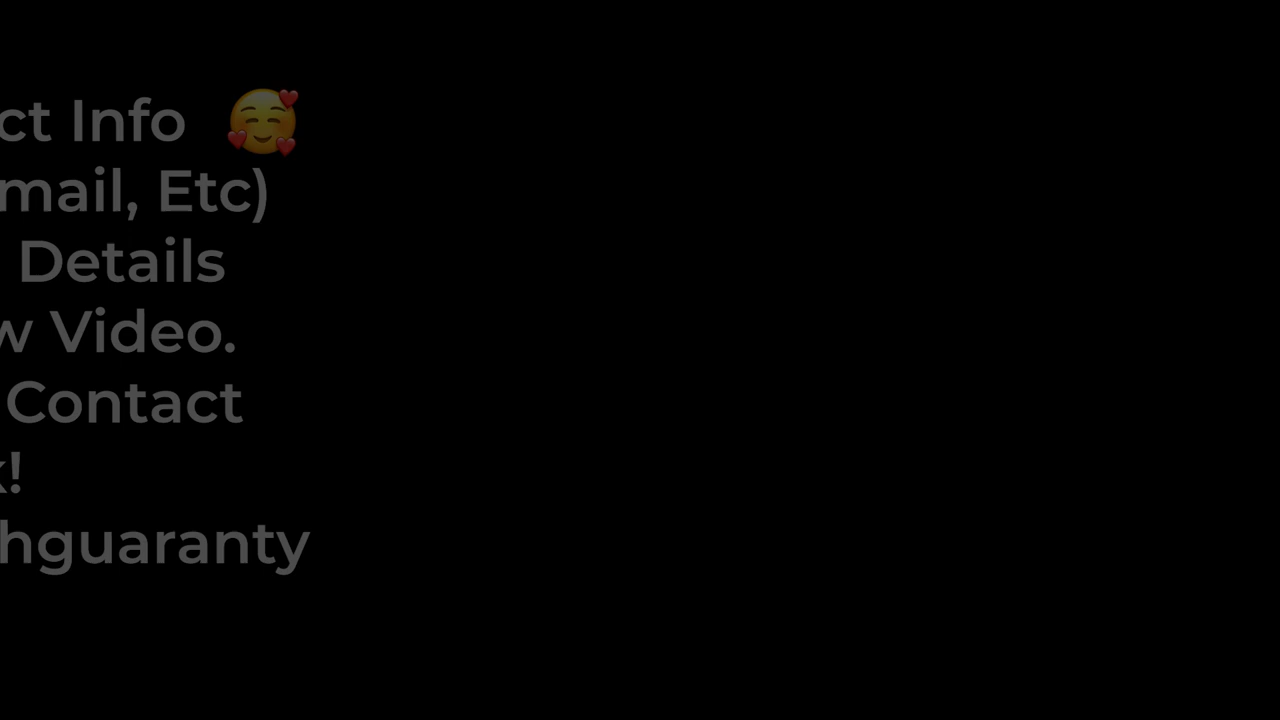 ct Info 🥰
mail, Etc)
Details
w Video.
Contact
k!
hguaranty